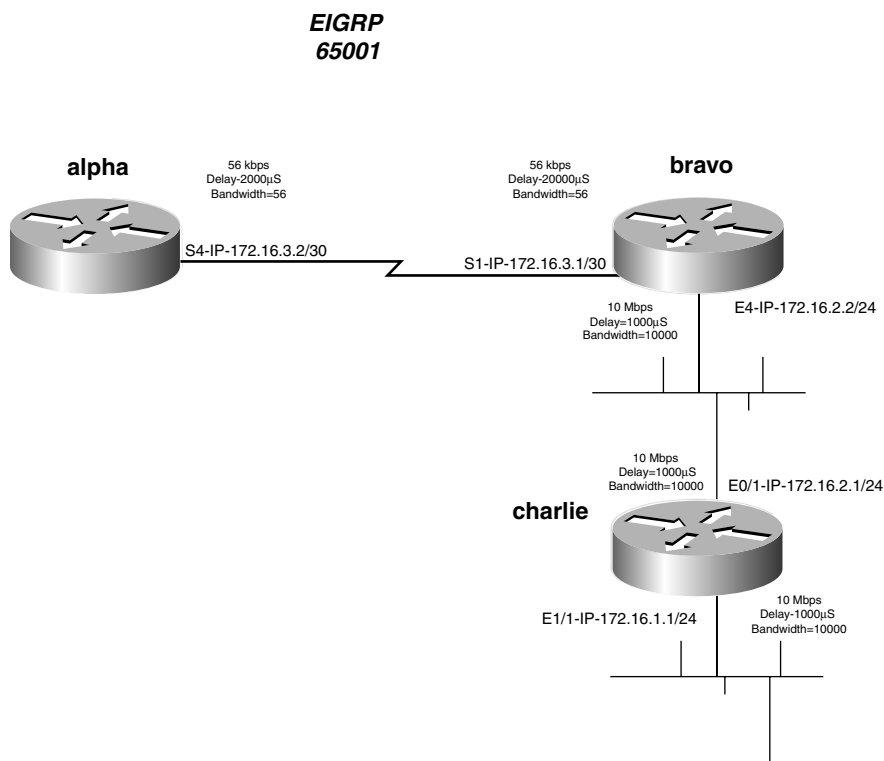 EIGRP
65001
alpha
56 kbps
Delay-2000µS
Bandwidth=56
56 kbps
Delay-20000µS
Bandwidth=56
bravo
S4-IP-172.16.3.2/30
S1-IP-172.16.3.1/30
10 Mbps
Delay=1000µS
Bandwidth=10000
E4-IP-172.16.2.2/24
10 Mbps
Delay=1000µS
Bandwidth=10000
E0/1-IP-172.16.2.1/24
charlie
E1/1-IP-172.16.1.1/24
10 Mbps
Delay-1000µS
Bandwidth=10000